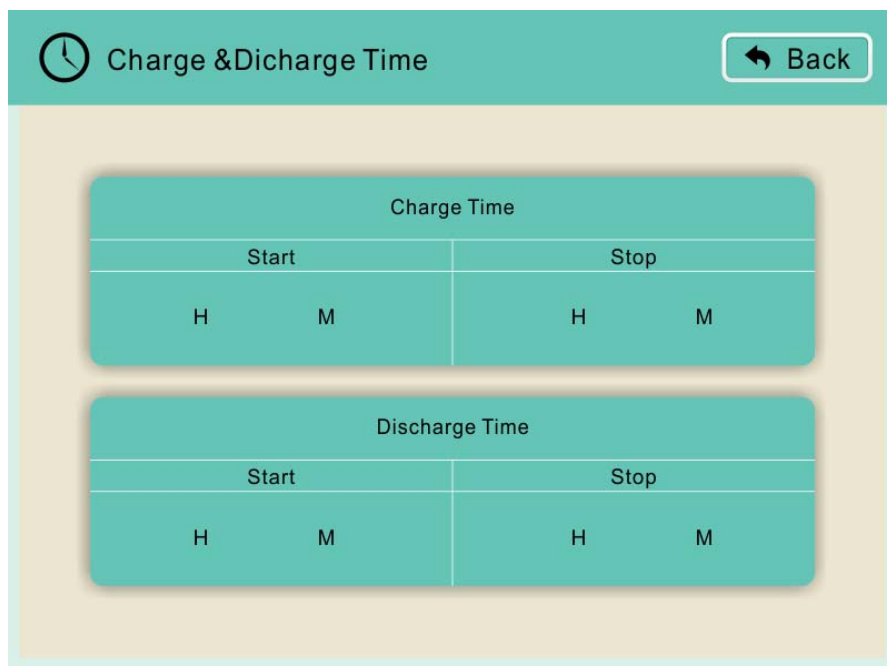 Charge &Dicharge Time
Back
Charge Time
Start Stop
H M H M
Discharge Time
Start Stop
H M H M